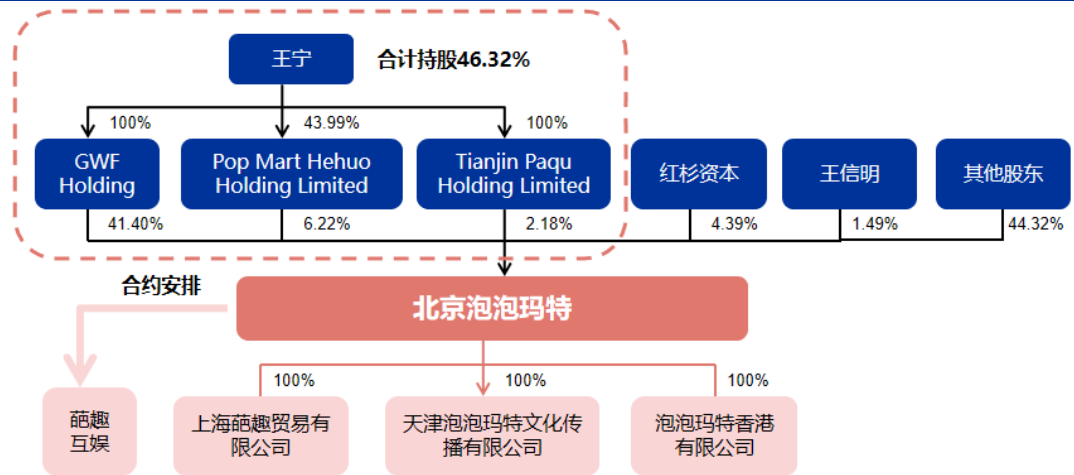 王宁
合计持股46.32%
100%
43.99%
100%
GWF
Holding
Pop Mart Hehuo
Holding Limited
Tianjin Paqu
Holding Limited
红杉资本
王信明
其他股东
41.40%
6.22%
2.18%
4.39%
1.49%
44.32%
合约安排
北京泡泡玛特
100%
100%
100%
葩趣
互娱
上海葩趣贸易有
限公司
天津泡泡玛特文化传
播有限公司
泡泡玛特香港
有限公司